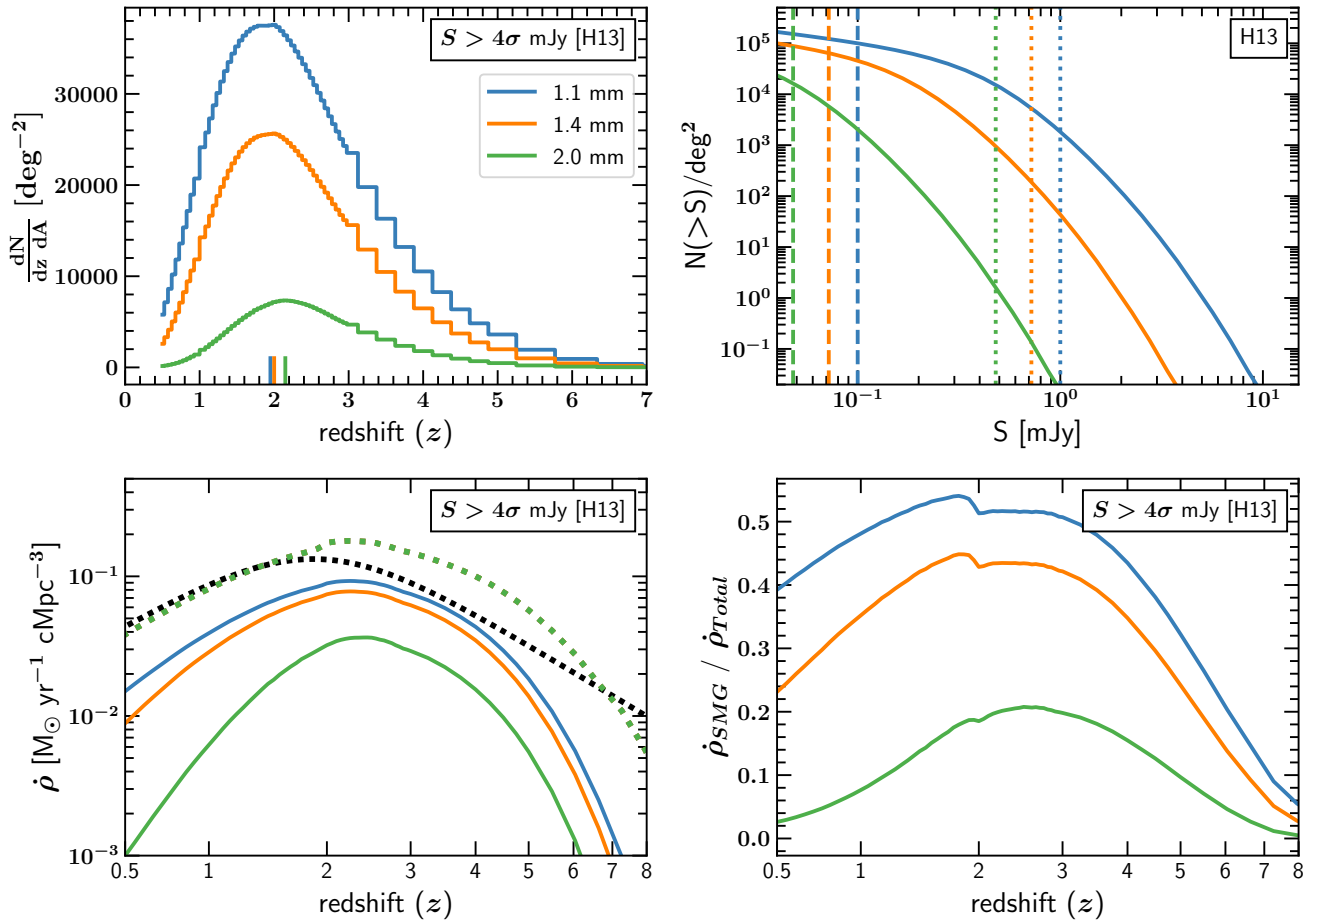 S > 4σ mJy [H13]
1.1 mm
1.4 mm
2.0 mm
dN
dz dA [deg⁻²]
36000
24000
12000
0
0 1 2 3 4 5 6 7
redshift (z)
H13
N(>S)/deg²
10⁵
10⁴
10³
10²
10¹
10⁰
10⁻¹
10⁻¹ 10⁰ 10¹
S [mJy]
S > 4σ mJy [H13]
ρ̇ [M⊙ yr⁻¹ cMpc⁻³]
10⁻¹
10⁻²
10⁻³
0.5 1 2 3 4 5 6 7 8
redshift (z)
S > 4σ mJy [H13]
ρ̇SMG / ρ̇Total
0.5
0.4
0.3
0.2
0.1
0.0
0.5 1 2 3 4 5 6 7 8
redshift (z)